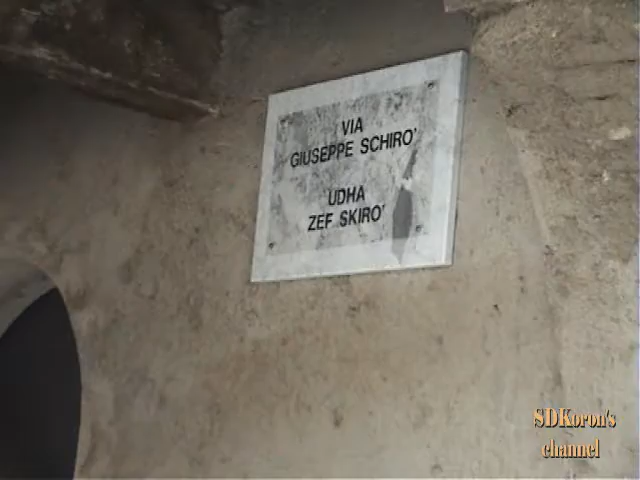 VIA
GIUSEPPE SCHIRO'
UDHA
ZEF SKIRO'
SDKoron's
channel